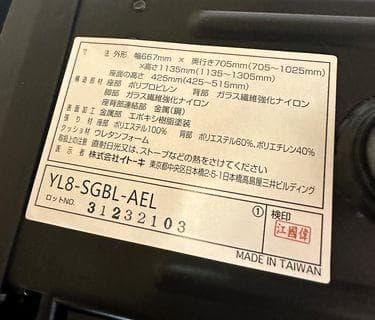 寸 法 外形 幅667mm × 奥行き705mm(705～1025mm)
×高さ1135mm(1135～1305mm)
座面の高さ 425mm(425～515mm)
構造部材 座部 ポリプロピレン 背部 ガラス繊維強化ナイロン
脚部 ガラス繊維強化ナイロン
座背部連結部 金属(鋼)
表面加工 金属部 エポキシ樹脂塗装
張り材 座部 ポリエステル100% 背部 ポリエステル60%、ポリエチレン40%
クッション材 ウレタンフォーム
取扱上の注意 直射日光又は、ストーブなどの熱をさけてください
表示者 株式会社イトーキ 東京都中央区日本橋2-5-1日本橋高島屋三井ビルディング
YL8-SGBL-AEL
ロットNO. 31232103
① 検印
江國偉
MADE IN TAIWAN